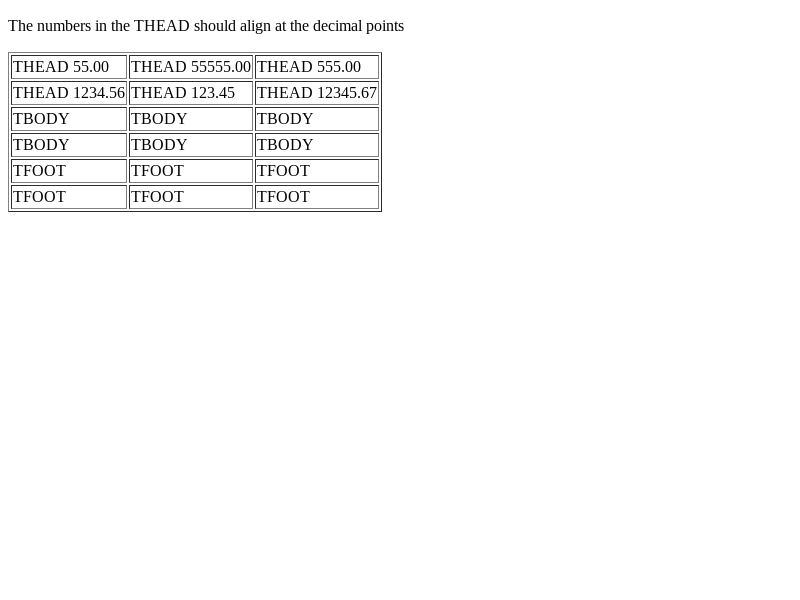 The numbers in the THEAD should align at the decimal points
THEAD 55.00 THEAD 55555.00 THEAD 555.00
THEAD 1234.56 THEAD 123.45 THEAD 12345.67
TBODY TBODY TBODY
TBODY TBODY TBODY
TFOOT TFOOT TFOOT
TFOOT TFOOT TFOOT